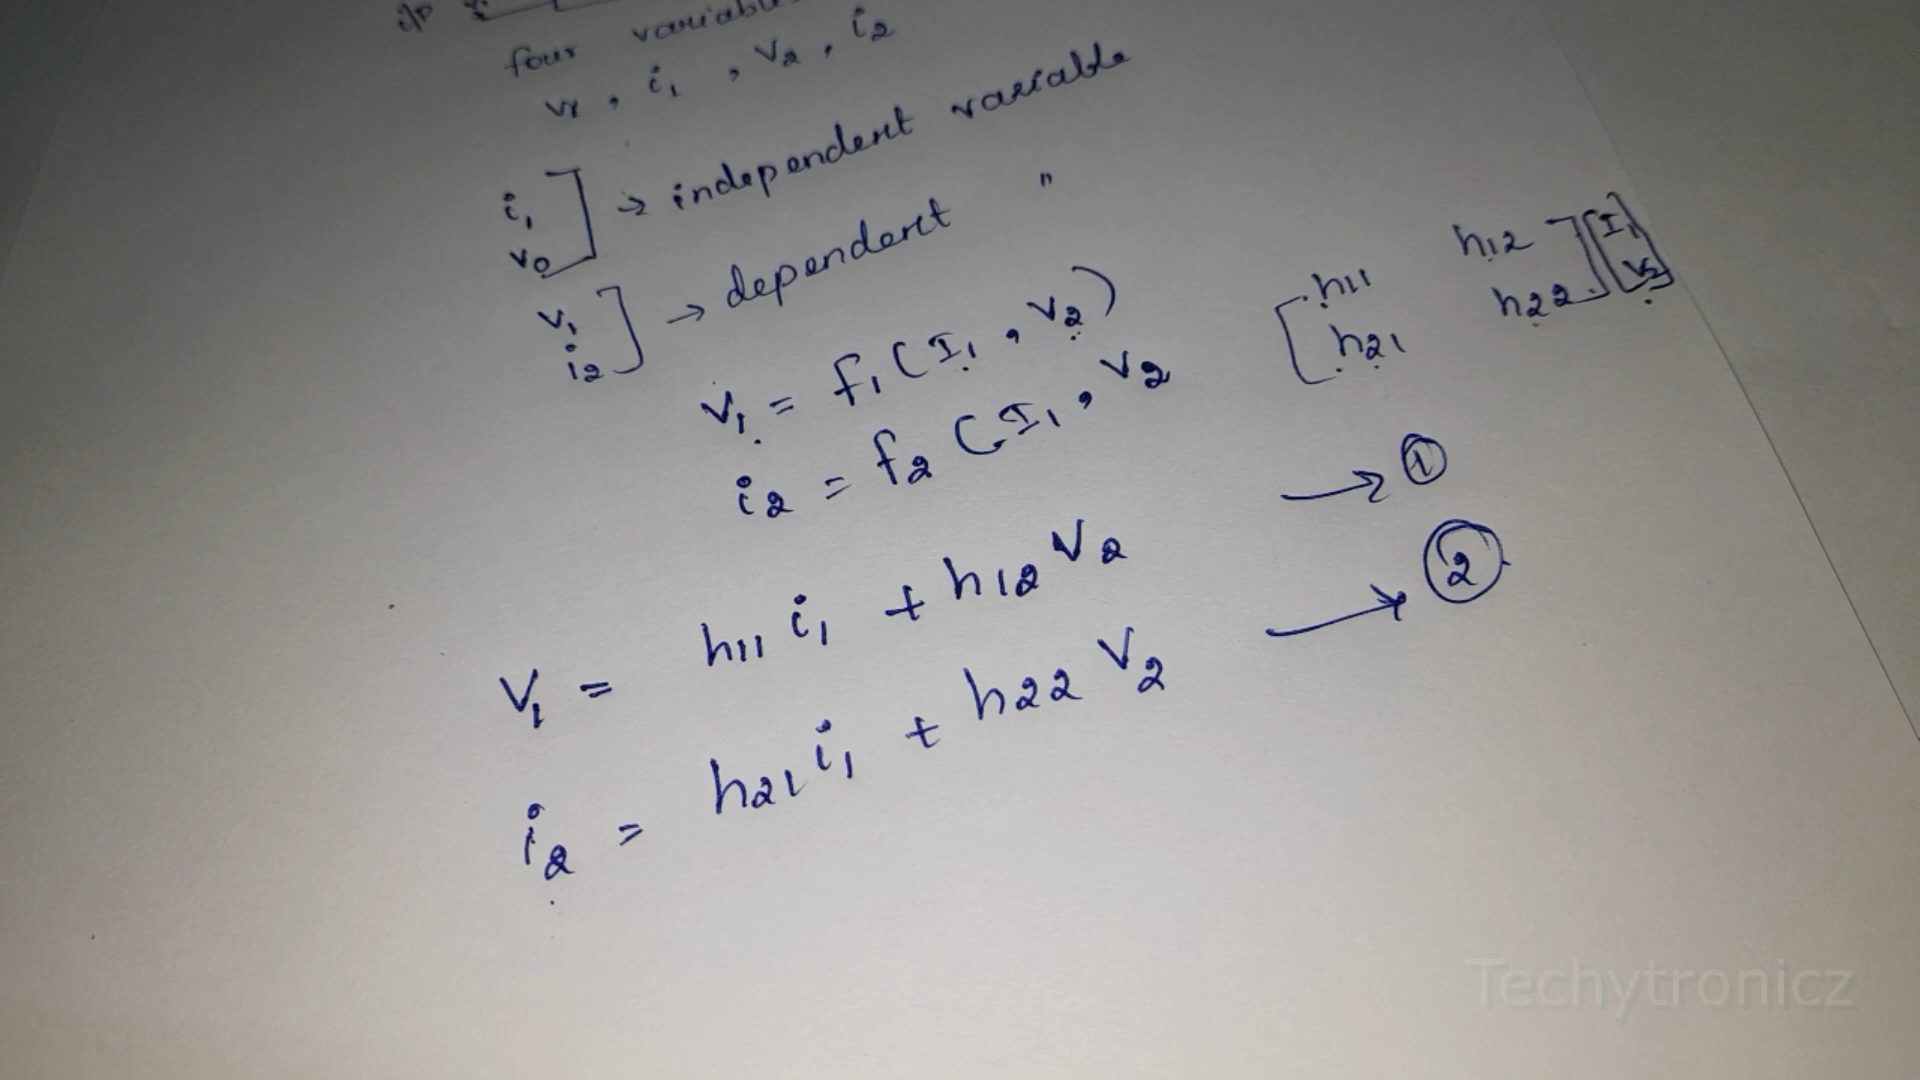 i/p
four variabl
v1 , i1 , v2 , i2
i1
v0 ] → independent variable
v1
i2 ] → dependent "
v1 = f1 ( I1 , v2 )
i2 = f2 ( I1 , v2
[ h11 h12
h21 h22 ] [ I1
v2 ]
V1 = h11 i1 + h12 V2 → ①
i2 = h21 i1 + h22 V2 → ②
Techytronicz